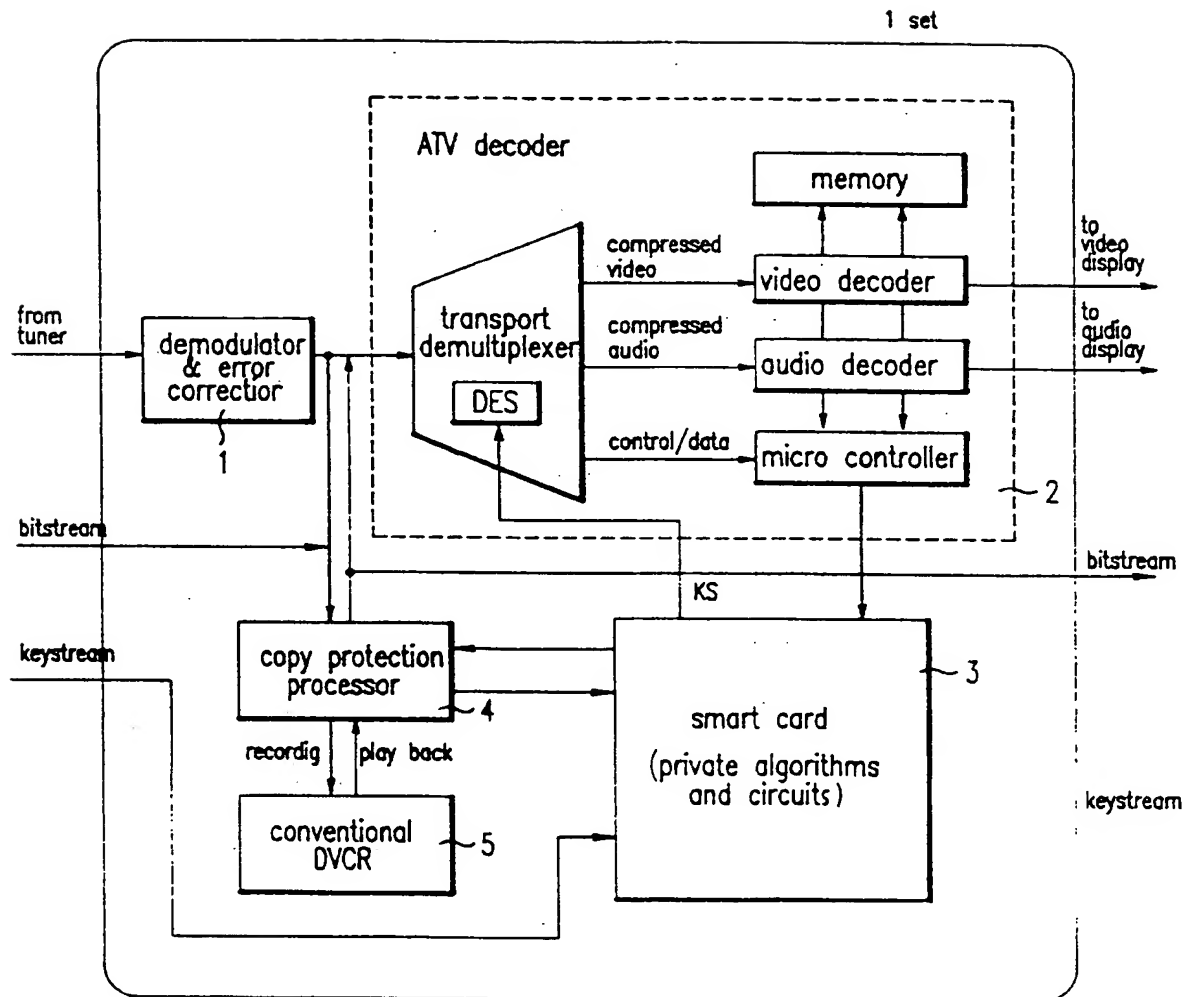 1 set
ATV decoder
memory
compressed
video
video decoder
to
video
display
from
tuner
demodulator
& error
correctior
1
transport
demultiplexer
DES
compressed
audio
audio decoder
to
audio
display
control/data
micro controller
2
bitstream
bitstream
KS
keystream
copy protection
processor
4
3
smart card
(private algorithms
and circuits)
recordig
play back
conventional
DVCR
5
keystream